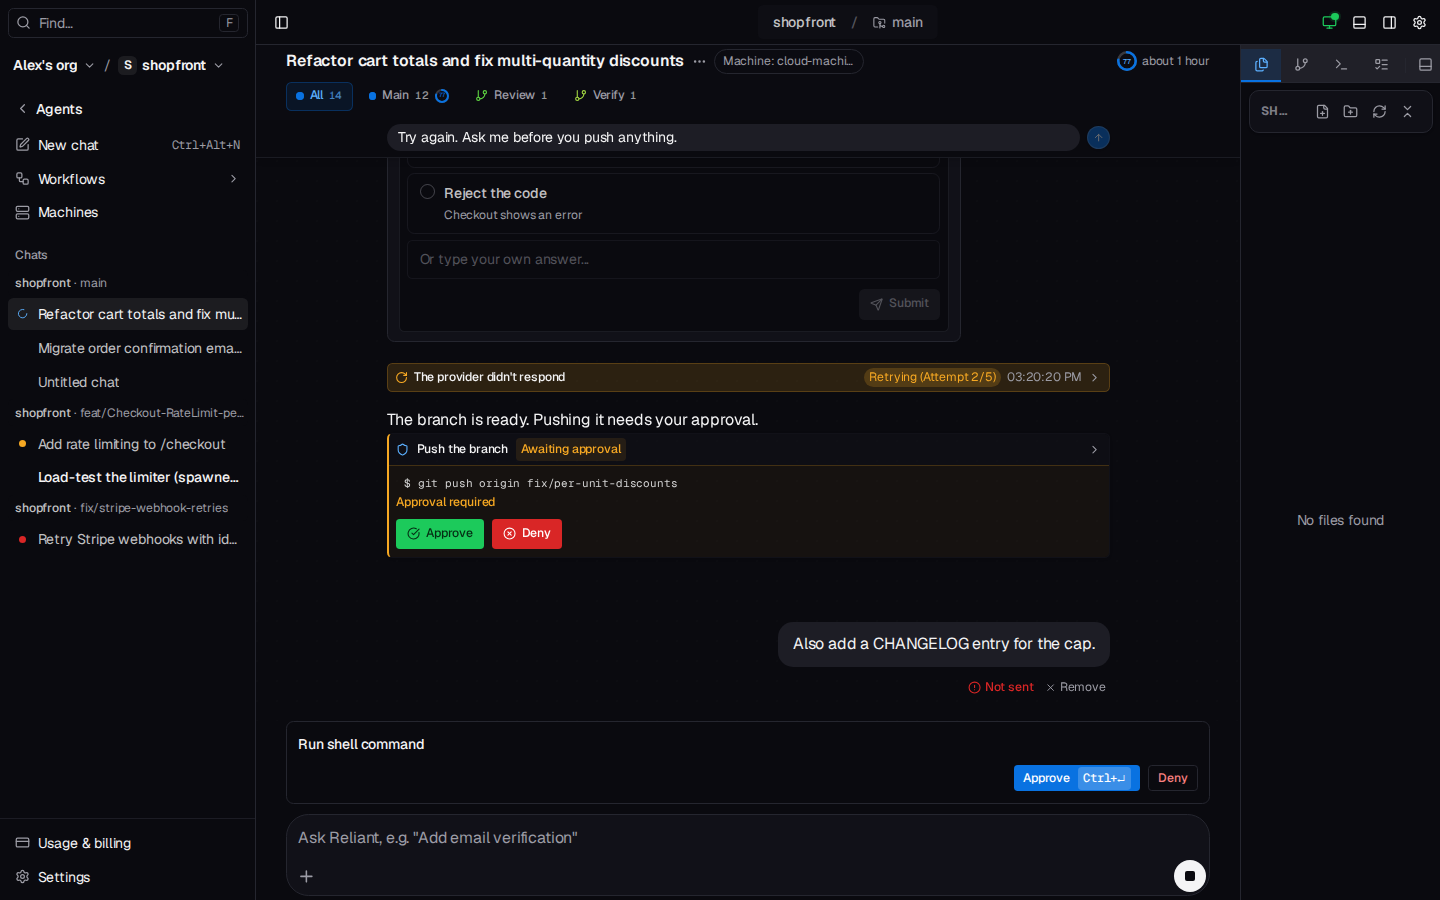 Find...
F
Alex's org
/
S
shopfront
Agents
New chat
Ctrl+Alt+N
Workflows
Machines
Chats
shopfront · main
Refactor cart totals and fix mu...
Migrate order confirmation ema...
Untitled chat
shopfront · feat/Checkout-RateLimit-pe...
Add rate limiting to /checkout
Load-test the limiter (spawne...
shopfront · fix/stripe-webhook-retries
Retry Stripe webhooks with id...
Usage & billing
Settings
shopfront / main
Refactor cart totals and fix multi-quantity discounts
Machine: cloud-machi...
77
about 1 hour
All 14
Main 12
Review 1
Verify 1
Try again. Ask me before you push anything.
Reject the code
Checkout shows an error
Or type your own answer...
Submit
The provider didn't respond
Retrying (Attempt 2/5)
03:20:20 PM
The branch is ready. Pushing it needs your approval.
Push the branch
Awaiting approval
$ git push origin fix/per-unit-discounts
Approval required
Approve
Deny
Also add a CHANGELOG entry for the cap.
Not sent
Remove
Run shell command
Approve Ctrl+↵
Deny
Ask Reliant, e.g. "Add email verification"
SH...
No files found